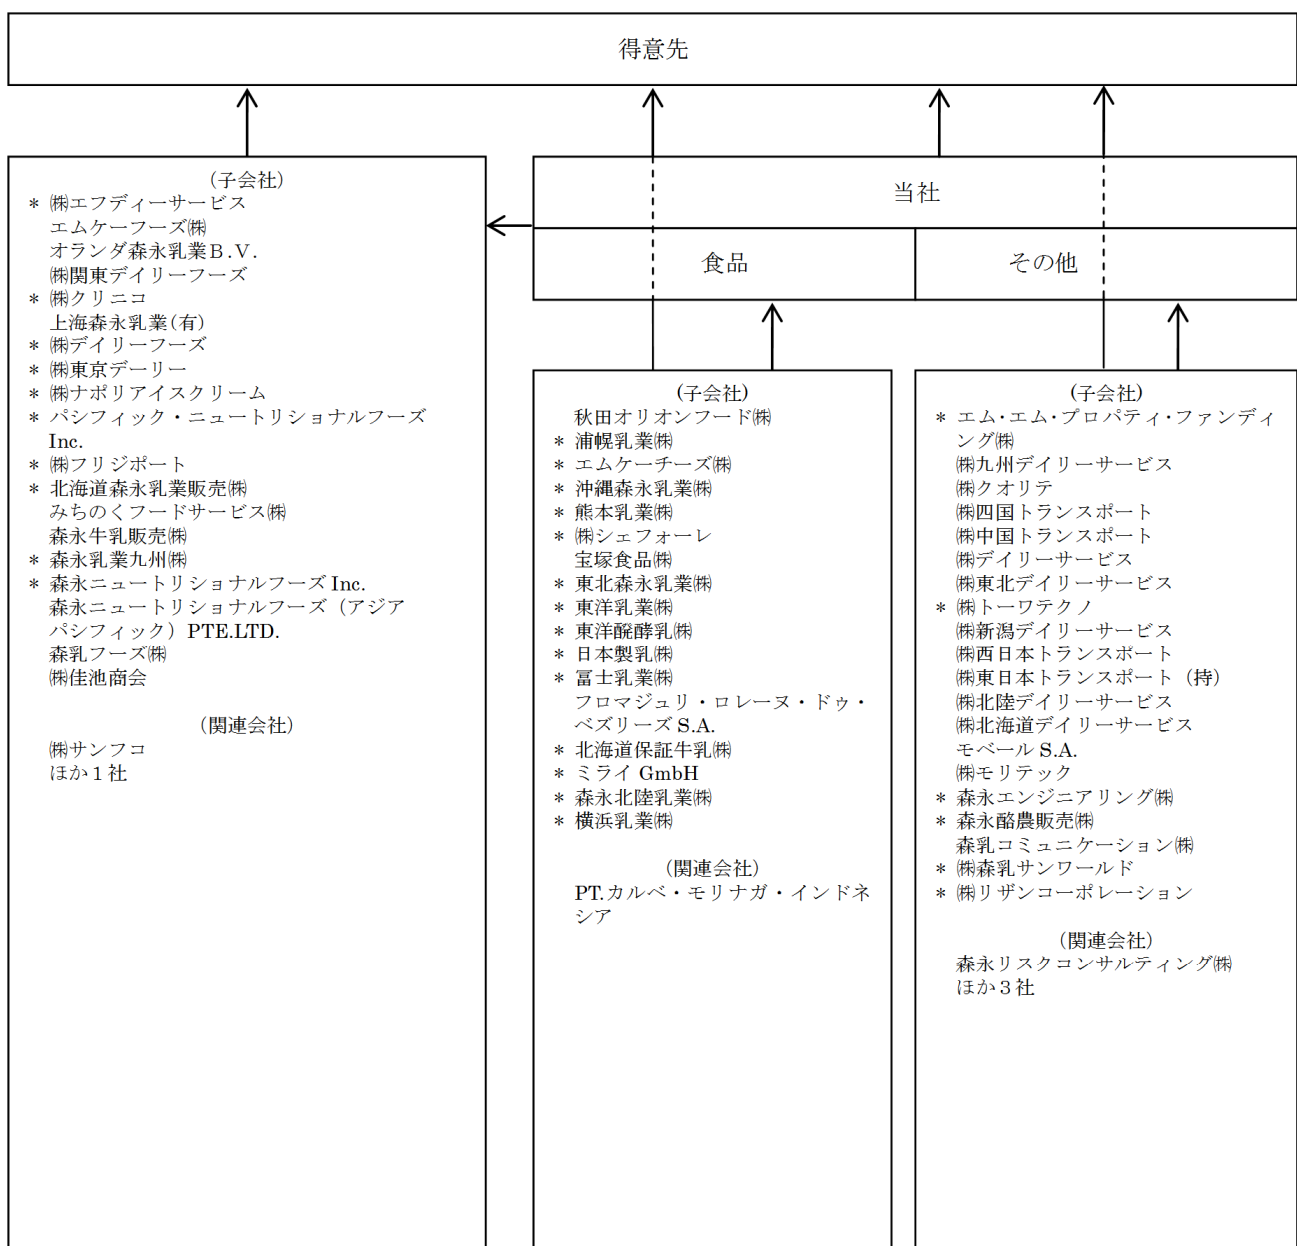 得意先
当社
食品
その他
(子会社)
* ㈱エフディーサービス
エムケーフーズ㈱
オランダ森永乳業Ｂ.Ｖ.
㈱関東デイリーフーズ
* ㈱クリニコ
上海森永乳業(有)
* ㈱デイリーフーズ
* ㈱東京デーリー
* ㈱ナポリアイスクリーム
* パシフィック・ニュートリショナルフーズ
Inc.
* ㈱フリジポート
* 北海道森永乳業販売㈱
みちのくフードサービス㈱
森永牛乳販売㈱
* 森永乳業九州㈱
* 森永ニュートリショナルフーズ Inc.
森永ニュートリショナルフーズ（アジア
パシフィック）PTE.LTD.
森乳フーズ㈱
㈱佳池商会
(関連会社)
㈱サンフコ
ほか１社
(子会社)
秋田オリオンフード㈱
* 浦幌乳業㈱
* エムケーチーズ㈱
* 沖縄森永乳業㈱
* 熊本乳業㈱
* ㈱シェフォーレ
宝塚食品㈱
* 東北森永乳業㈱
* 東洋乳業㈱
* 東洋醗酵乳㈱
* 日本製乳㈱
* 冨士乳業㈱
フロマジュリ・ロレーヌ・ドゥ・
ベズリーズ S.A.
* 北海道保証牛乳㈱
* ミライ GmbH
* 森永北陸乳業㈱
* 横浜乳業㈱
(関連会社)
PT.カルベ・モリナガ・インドネ
シア
(子会社)
* エム・エム・プロパティ・ファンディ
ング㈱
㈱九州デイリーサービス
㈱クオリテ
㈱四国トランスポート
㈱中国トランスポート
㈱デイリーサービス
㈱東北デイリーサービス
* ㈱トーワテクノ
㈱新潟デイリーサービス
㈱西日本トランスポート
㈱東日本トランスポート（持）
㈱北陸デイリーサービス
㈱北海道デイリーサービス
モベール S.A.
㈱モリテック
* 森永エンジニアリング㈱
* 森永酪農販売㈱
森乳コミュニケーション㈱
* ㈱森乳サンワールド
* ㈱リザンコーポレーション
(関連会社)
森永リスクコンサルティング㈱
ほか３社